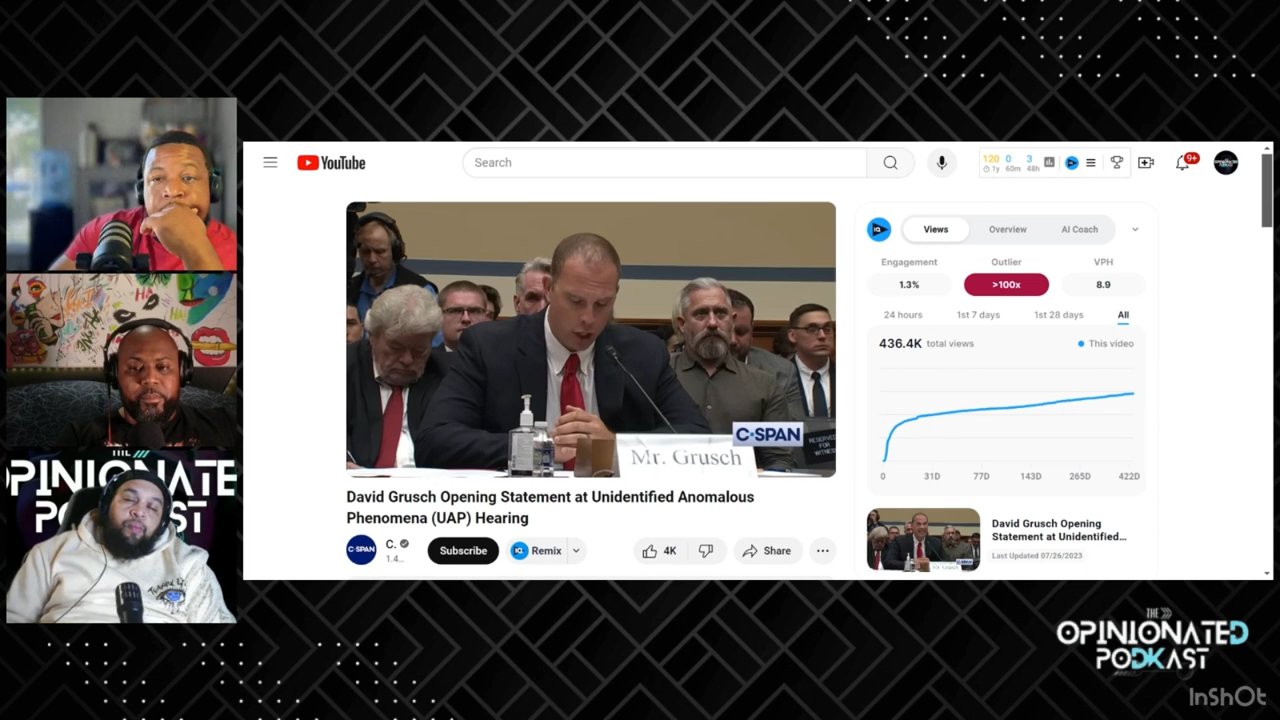 YouTube
Search
120 0 3
1y 60m 48h
9+
Views Overview AI Coach
Engagement Outlier VPH
1.3% >100x 8.9
24 hours 1st 7 days 1st 28 days All
436.4K total views This video
0 31D 77D 143D 265D 422D
C-SPAN
RESERVED
FOR
Mr. Grusch
David Grusch Opening Statement at Unidentified Anomalous
Phenomena (UAP) Hearing
C-SPAN
C.
1.4...
Subscribe
Remix
4K
Share
David Grusch Opening
Statement at Unidentified...
Last Updated 07/26/2023
HA
THE
OPINIONATED
THE
OPINIONATED
PODKAST
InShOt